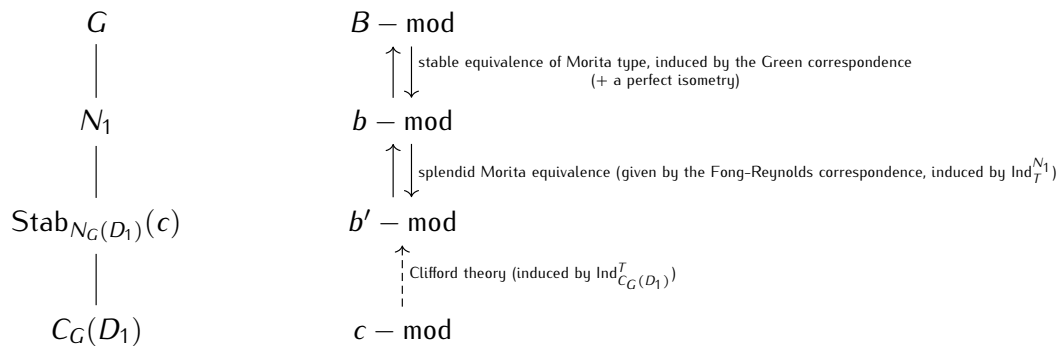 G B − mod
stable equivalence of Morita type, induced by the Green correspondence
(+ a perfect isometry)
N₁ b − mod
splendid Morita equivalence (given by the Fong-Reynolds correspondence, induced by Ind_T^{N₁})
Stab_{N_G(D₁)}(c) b′ − mod
Clifford theory (induced by Ind_{C_G(D₁)}^T)
C_G(D₁) c − mod